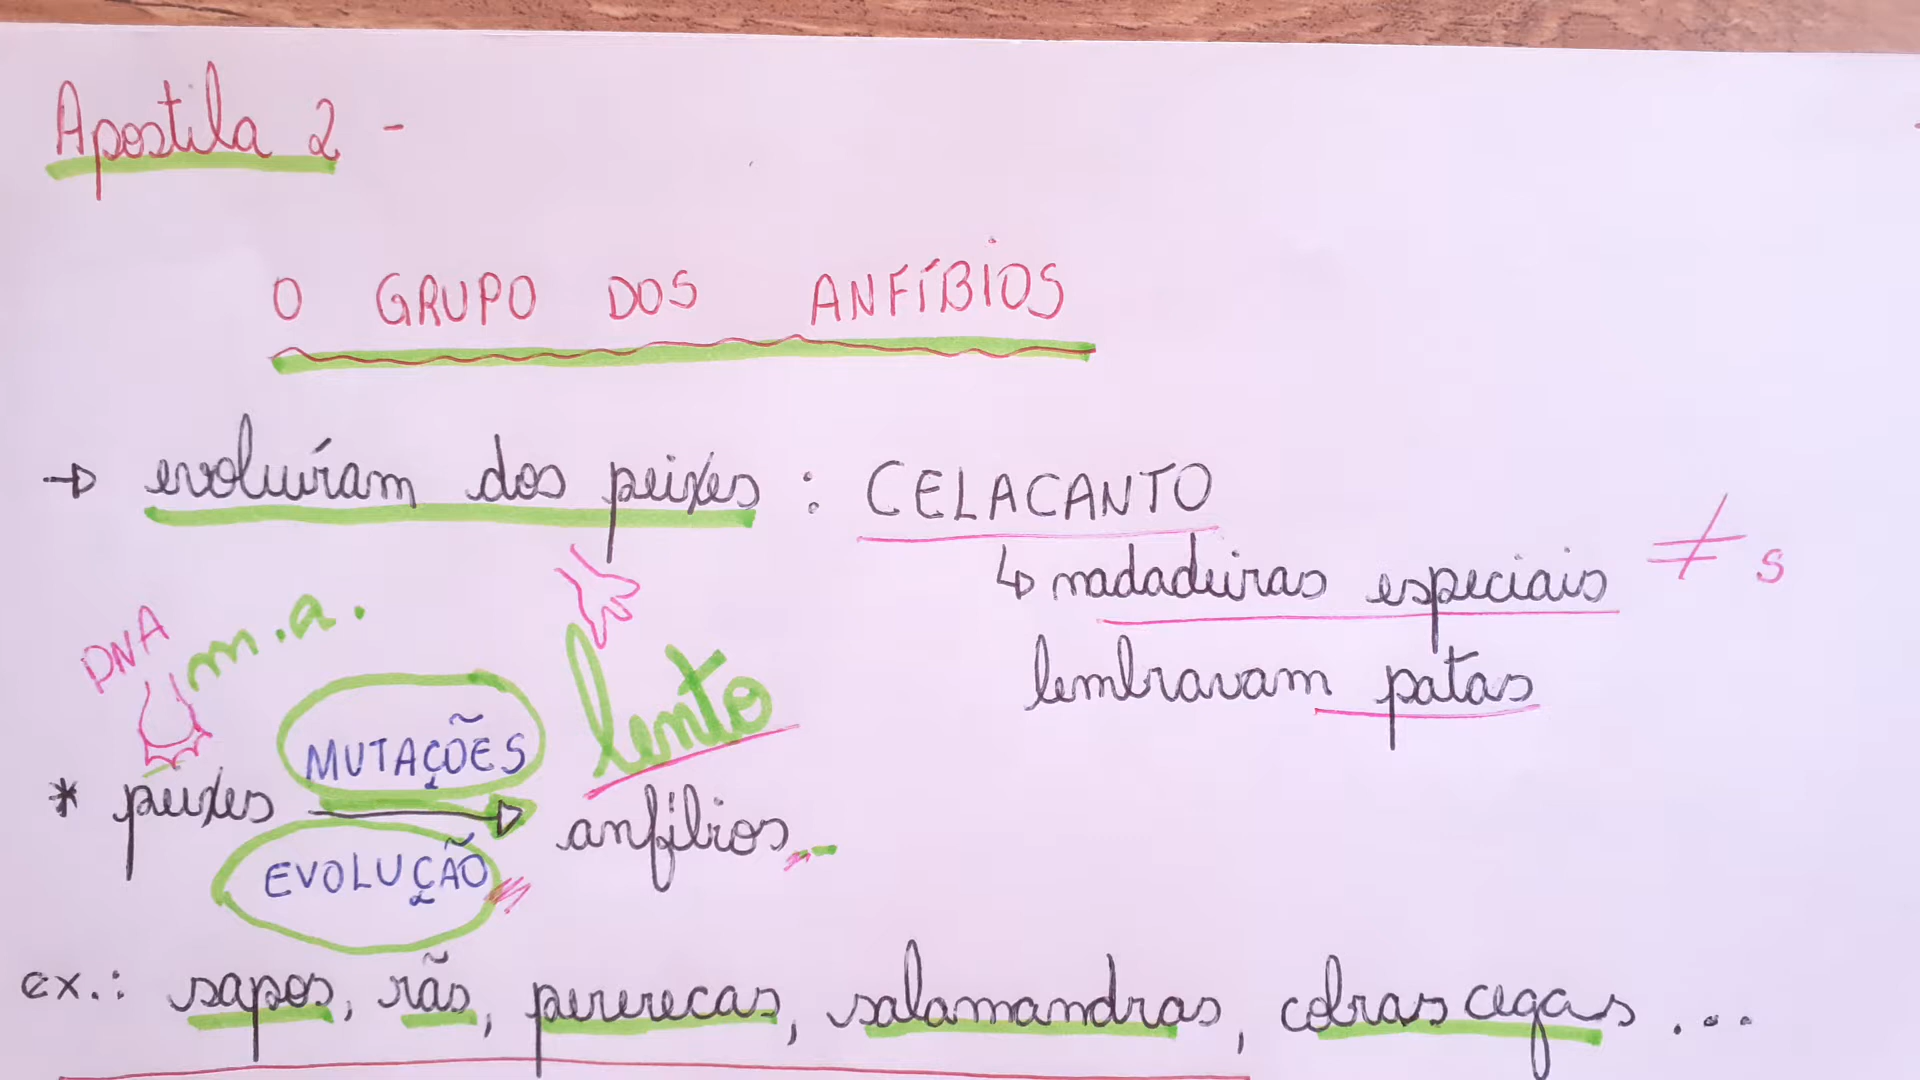 Apostila 2 -
O GRUPO DOS ANFÍBIOS
→ evoluíram dos peixes : CELACANTO
↳ nadadeiras especiais ≠ s
lembravam patas
DNA m.a.
MUTAÇÕES lento
* peixes → anfíbios
EVOLUÇÃO
ex.: sapos, rãs, pererecas, salamandras, cobras cegas ...